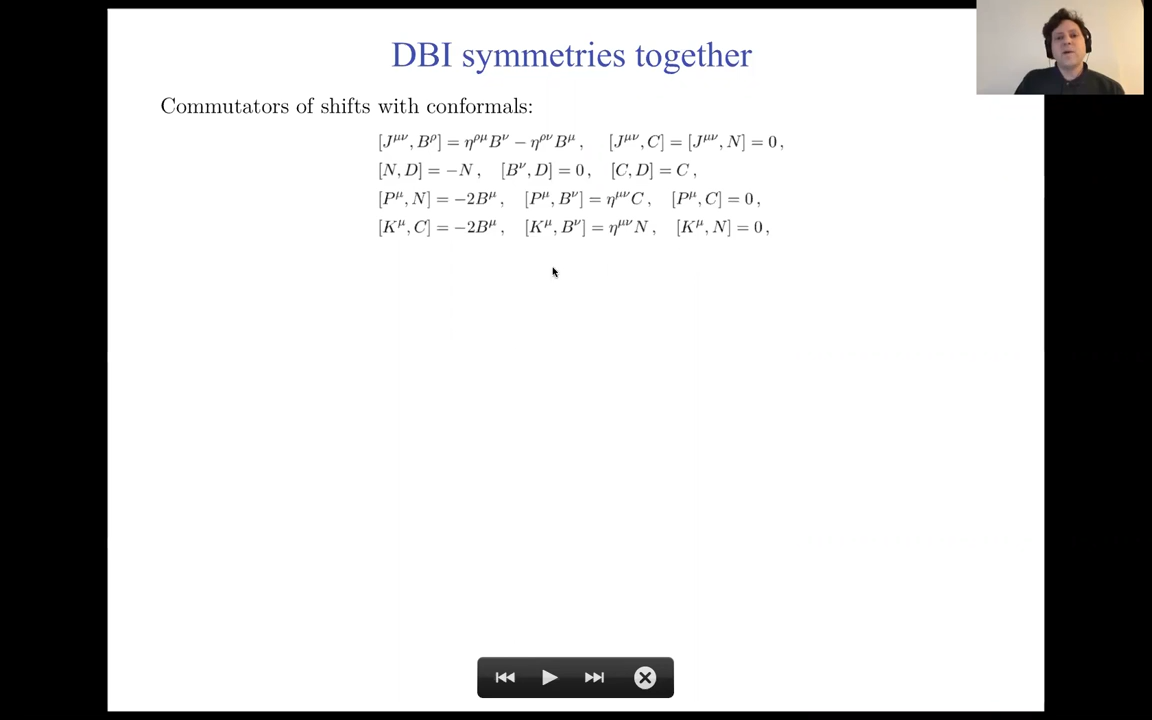 DBI symmetries together
Commutators of shifts with conformals:
[J^{μν}, B^ρ] = η^{ρμ}B^ν − η^{ρν}B^μ , [J^{μν}, C] = [J^{μν}, N] = 0 ,
[N, D] = −N , [B^ν, D] = 0 , [C, D] = C ,
[P^μ, N] = −2B^μ , [P^μ, B^ν] = η^{μν}C , [P^μ, C] = 0 ,
[K^μ, C] = −2B^μ , [K^μ, B^ν] = η^{μν}N , [K^μ, N] = 0 ,